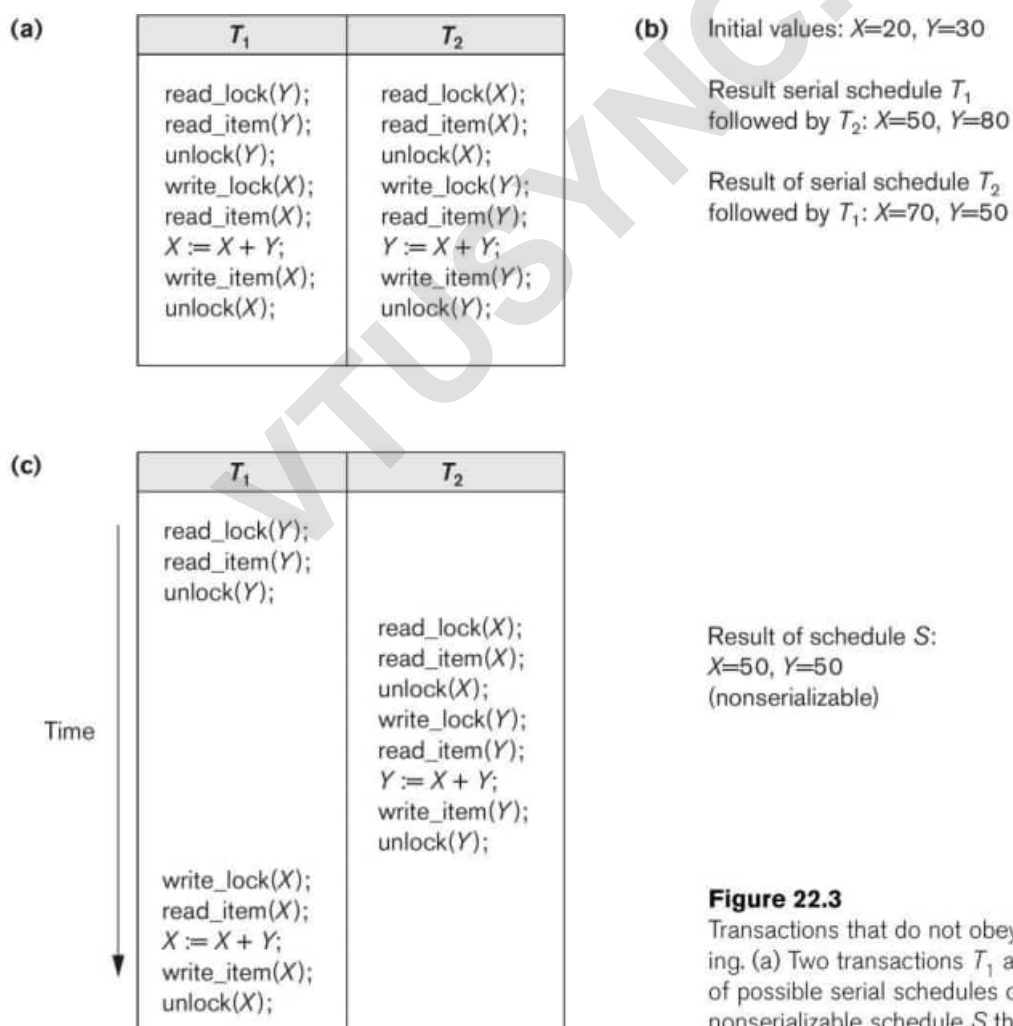 (a)
T₁ T₂
read_lock(Y); read_lock(X);
read_item(Y); read_item(X);
unlock(Y); unlock(X);
write_lock(X); write_lock(Y);
read_item(X); read_item(Y);
X := X + Y; Y := X + Y;
write_item(X); write_item(Y);
unlock(X); unlock(Y);
(b) Initial values: X=20, Y=30
Result serial schedule T₁
followed by T₂: X=50, Y=80
Result of serial schedule T₂
followed by T₁: X=70, Y=50
(c)
T₁ T₂
Time
read_lock(Y);
read_item(Y);
unlock(Y);
read_lock(X);
read_item(X);
unlock(X);
write_lock(Y);
read_item(Y);
Y := X + Y;
write_item(Y);
unlock(Y);
write_lock(X);
read_item(X);
X := X + Y;
write_item(X);
unlock(X);
Result of schedule S:
X=50, Y=50
(nonserializable)
Figure 22.3
Transactions that do not obey
ing. (a) Two transactions T₁ a
of possible serial schedules o
nonserializable schedule S th
VTUSYNC.